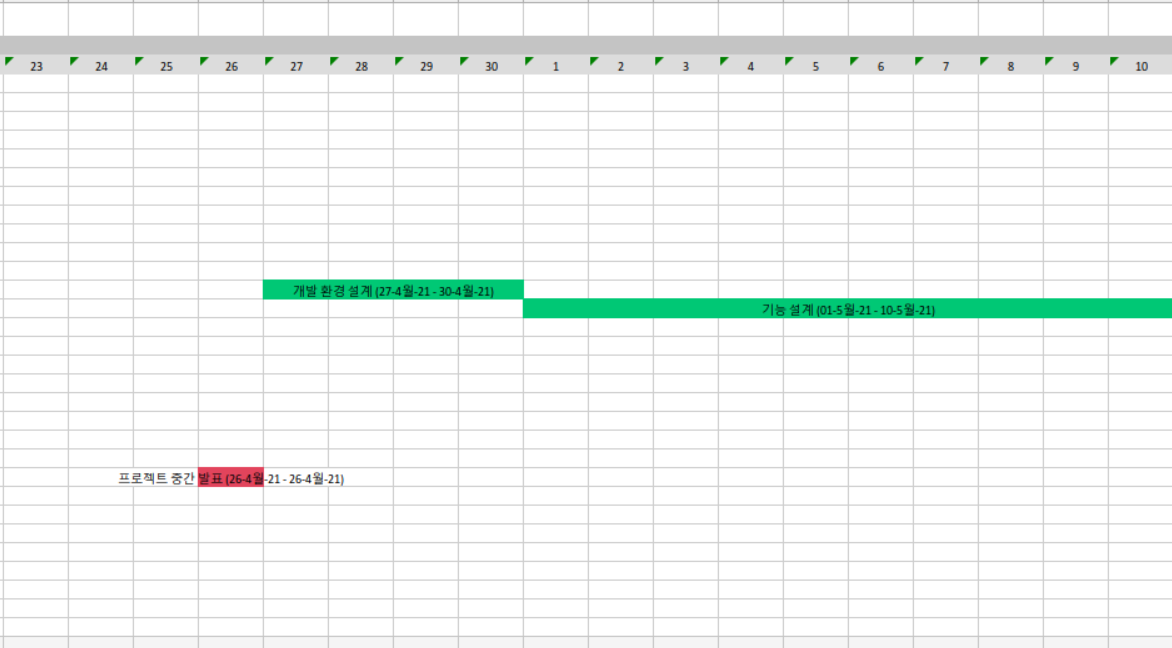 23 24 25 26 27 28 29 30 1 2 3 4 5 6 7 8 9 10
개발 환경 설계 (27-4월-21 - 30-4월-21)
기능 설계 (01-5월-21 - 10-5월-21)
프로젝트 중간 발표 (26-4월-21 - 26-4월-21)